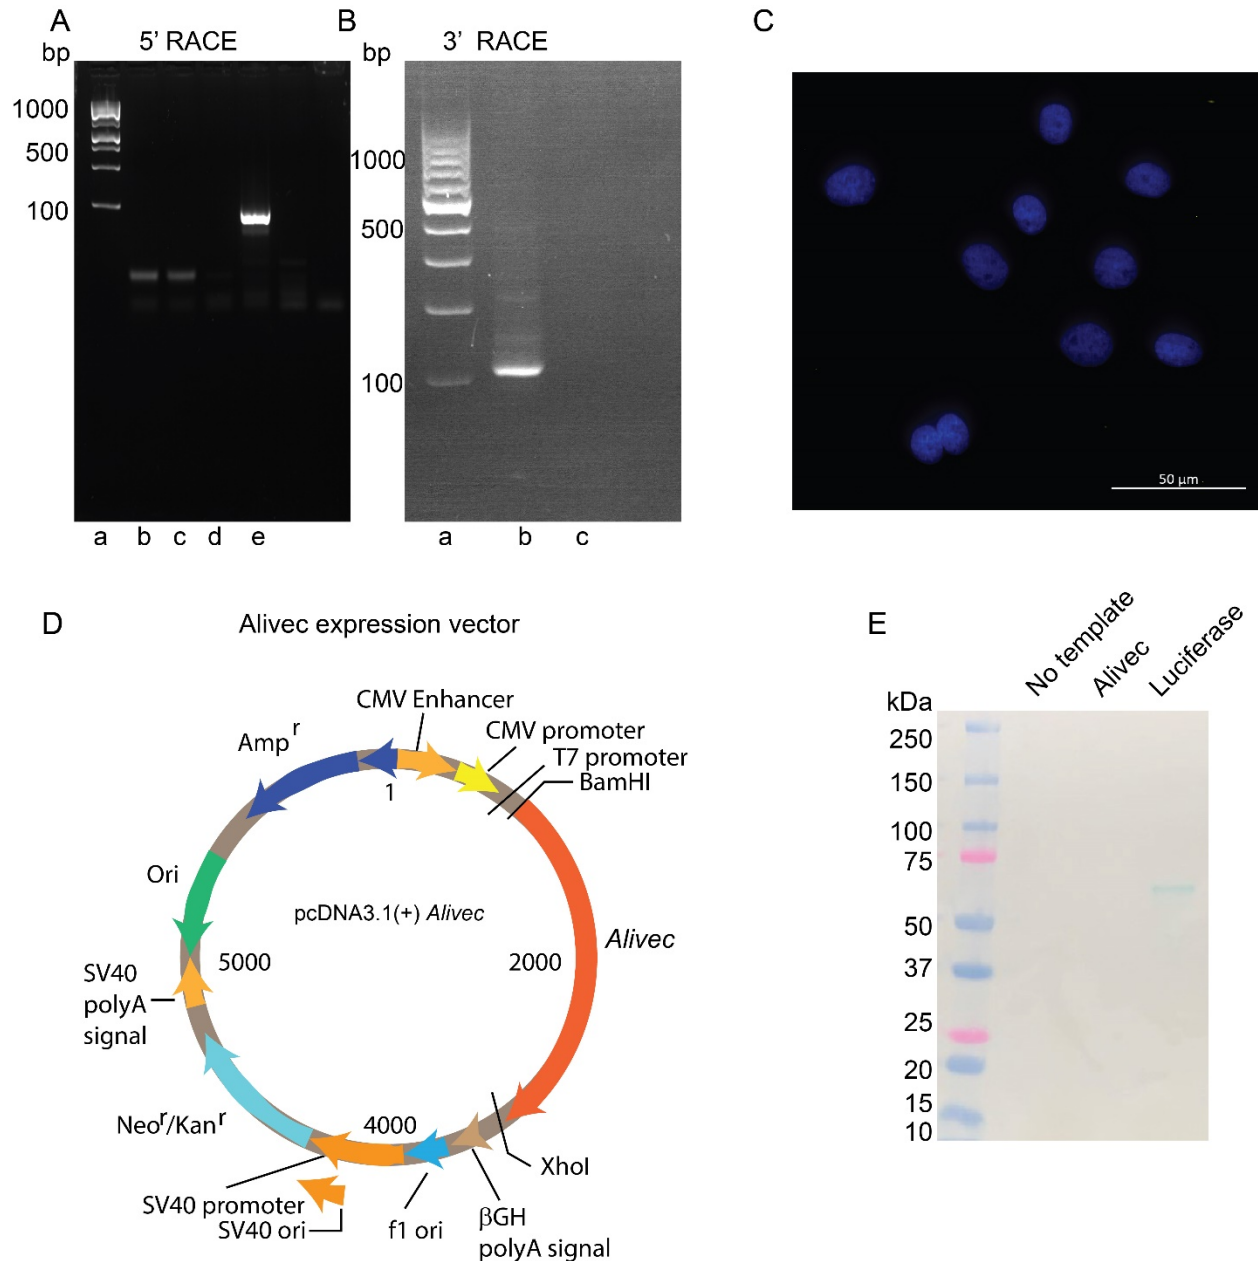 A
5' RACE
bp
1000
500
100
a b c d e
B
3' RACE
bp
1000
500
100
a b c
C
50 µm
D
Alivec expression vector
CMV Enhancer
CMV promoter
T7 promoter
BamHI
Amp r
1
Ori
pcDNA3.1(+) Alivec
Alivec
2000
5000
SV40
polyA
signal
Neor/Kanr
4000
XhoI
SV40 promoter
SV40 ori
f1 ori
βGH
polyA signal
E
No template
Alivec
Luciferase
kDa
250
150
100
75
50
37
25
20
15
10